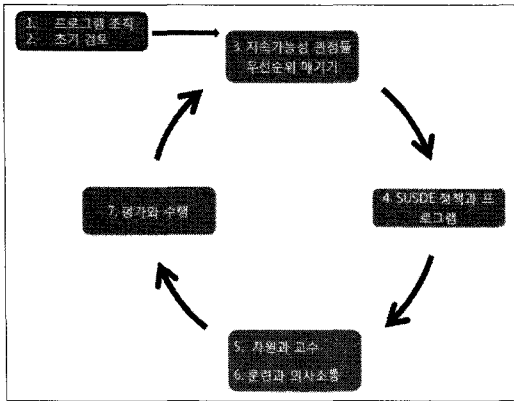 1. 프로그램 조직
2. 초기 검토
3. 지속가능성 관점들
우선순위 매기기
4. SUSDE 정책과 프
로그램
5. 자원과 교수
6. 훈련과 의사소통
7. 평가와 수행